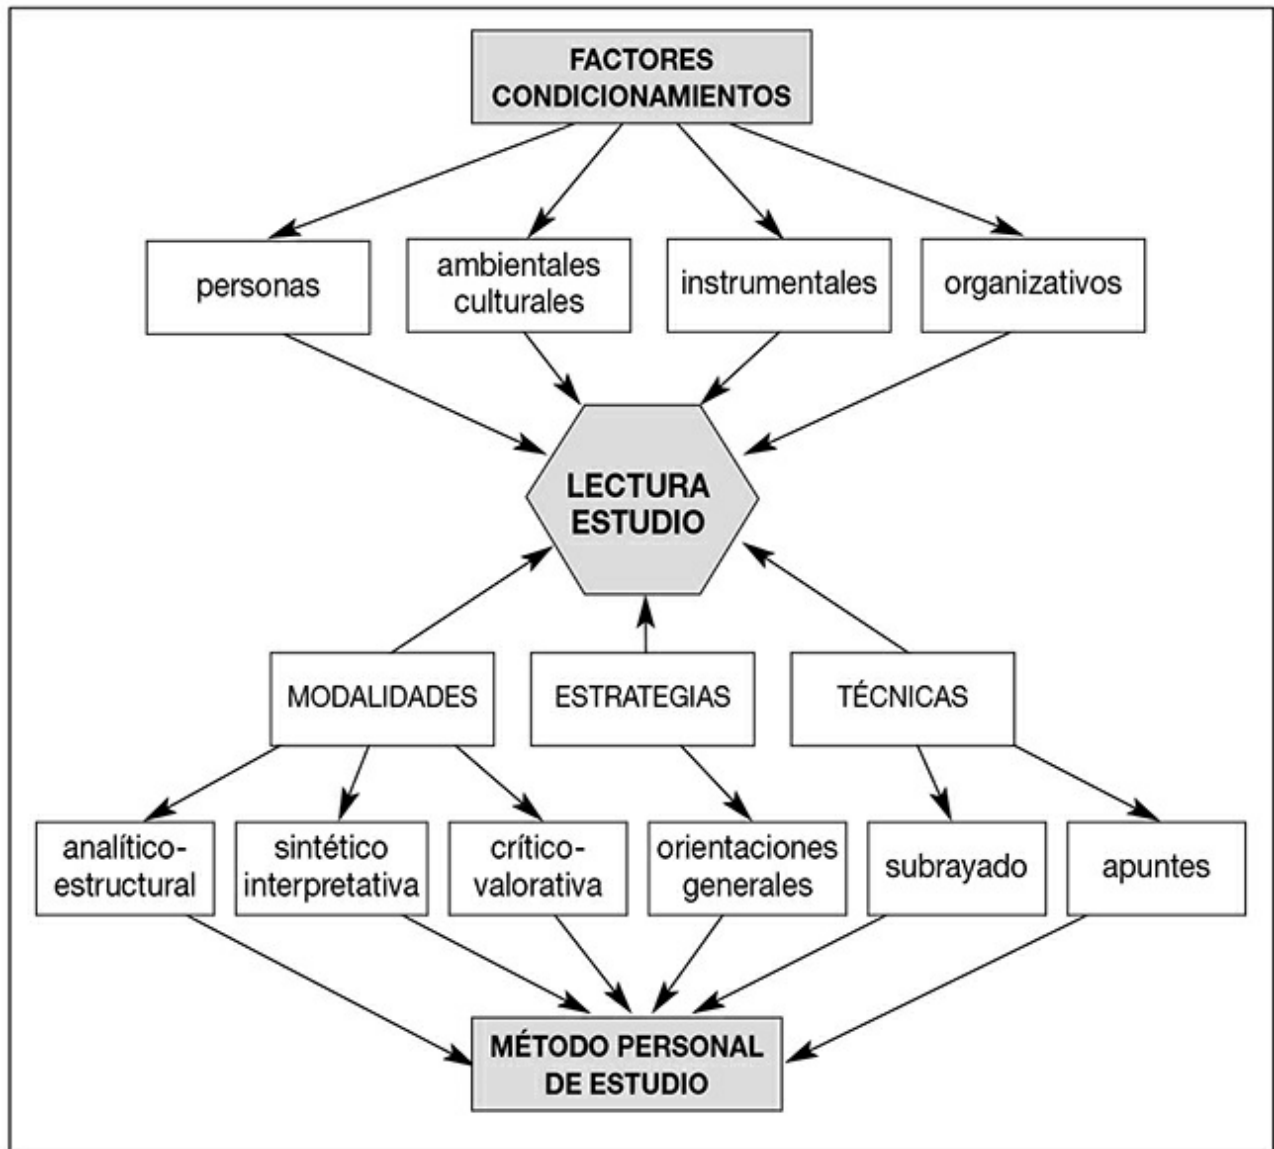 FACTORES
CONDICIONAMIENTOS
personas
ambientales
culturales
instrumentales
organizativos
LECTURA
ESTUDIO
MODALIDADES
ESTRATEGIAS
TÉCNICAS
analítico-
estructural
sintético
interpretativa
crítico-
valorativa
orientaciones
generales
subrayado
apuntes
MÉTODO PERSONAL
DE ESTUDIO